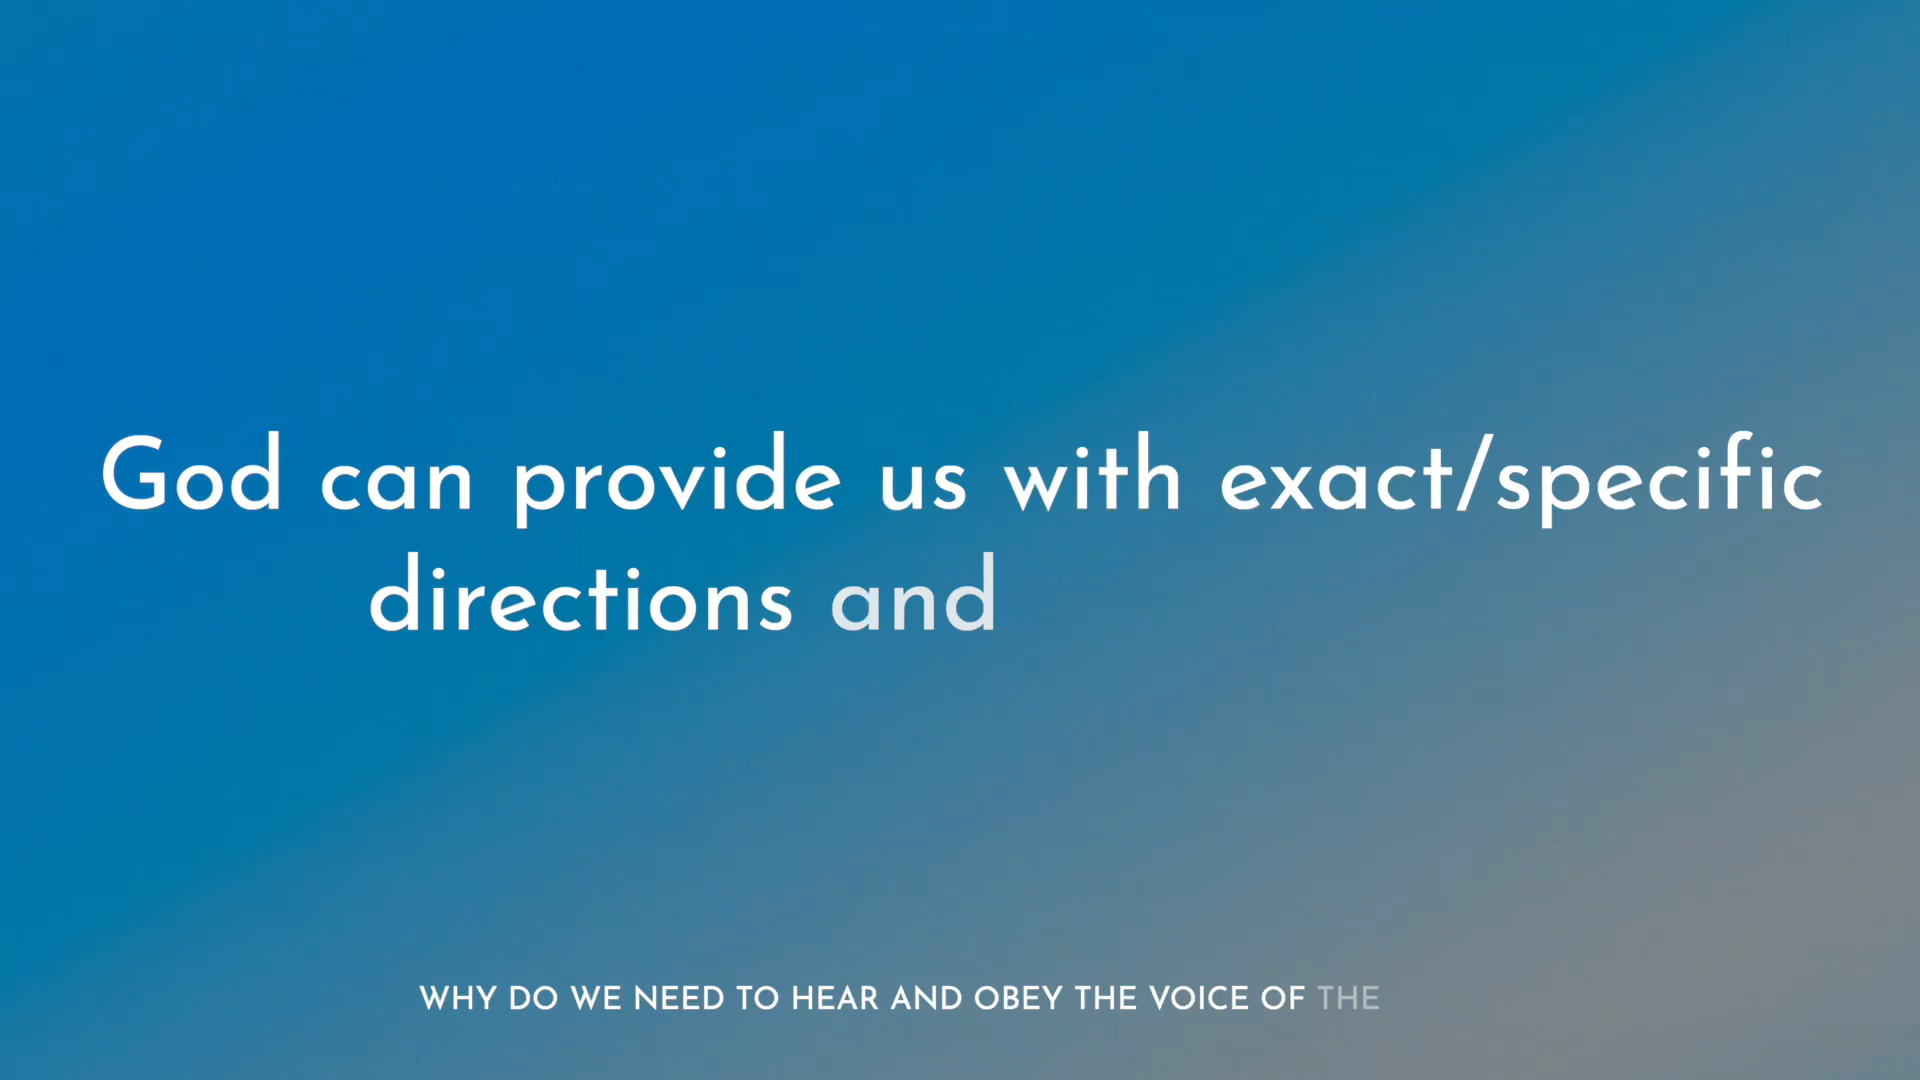 God can provide us with exact/specific
directions and
WHY DO WE NEED TO HEAR AND OBEY THE VOICE OF THE